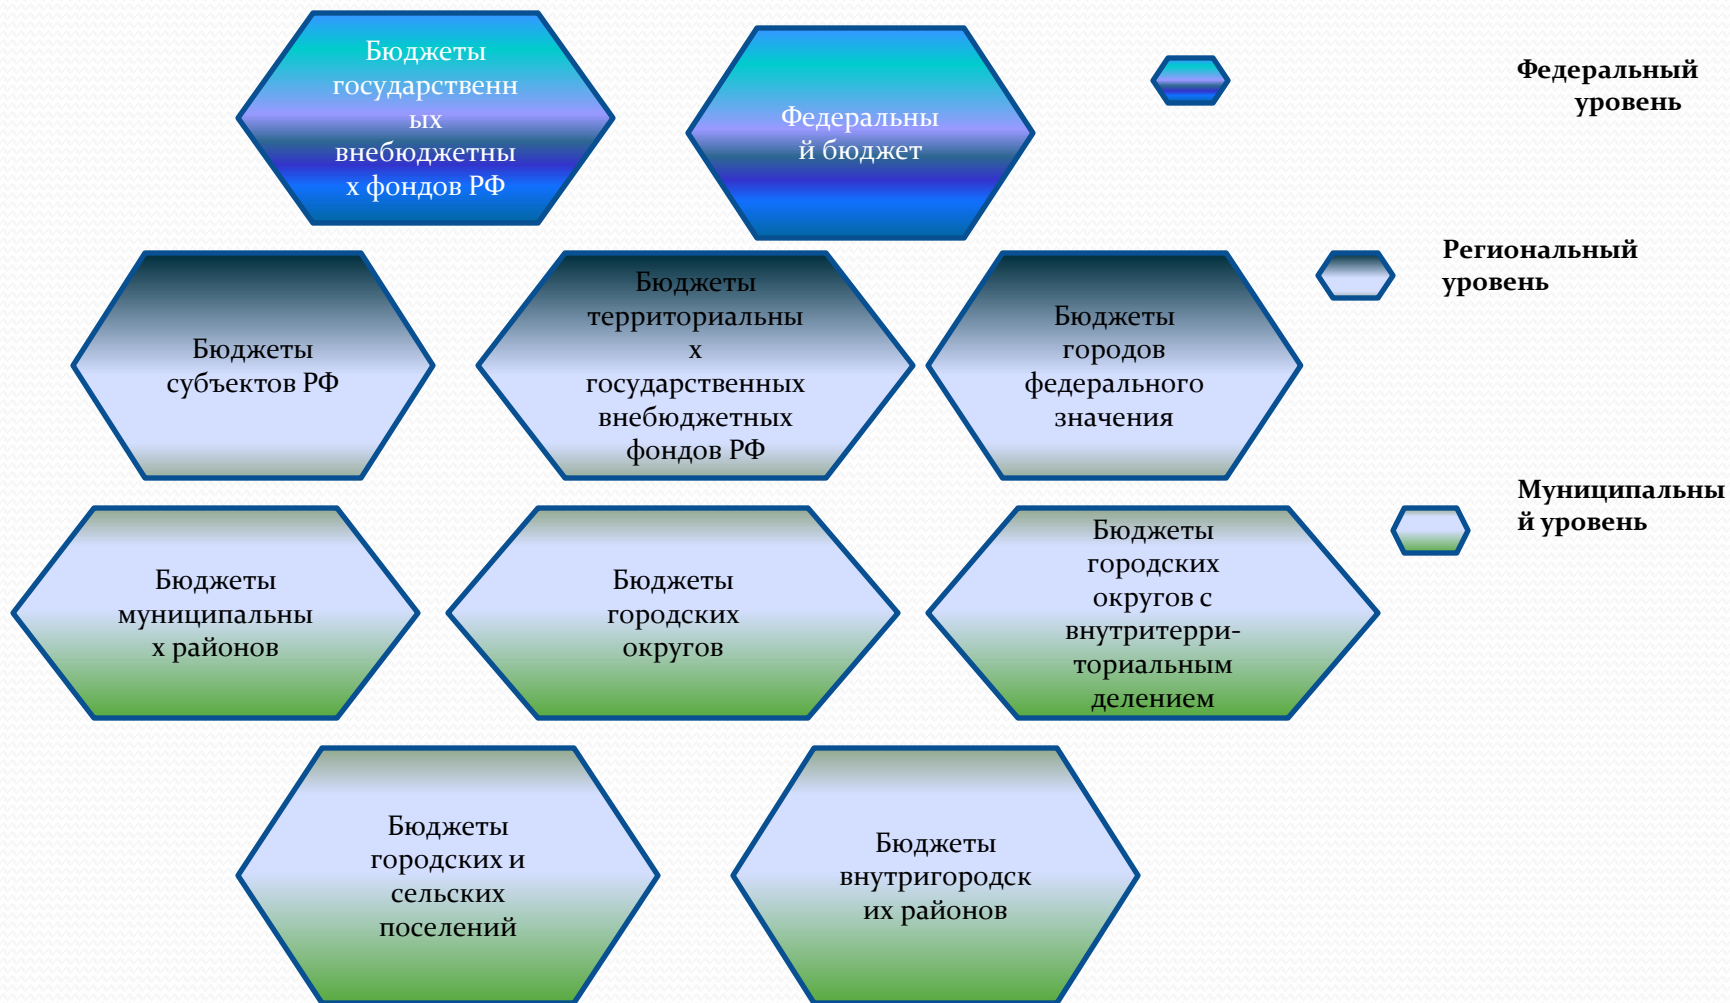 Бюджеты
государственн
ых
внебюджетны
х фондов РФ
Федеральны
й бюджет
Федеральный
уровень
Бюджеты
субъектов РФ
Бюджеты
территориальны
х
государственных
внебюджетных
фондов РФ
Бюджеты
городов
федерального
значения
Региональный
уровень
Бюджеты
муниципальны
х районов
Бюджеты
городских
округов
Бюджеты
городских
округов с
внутритерри-
ториальным
делением
Муниципальны
й уровень
Бюджеты
городских и
сельских
поселений
Бюджеты
внутригородск
их районов